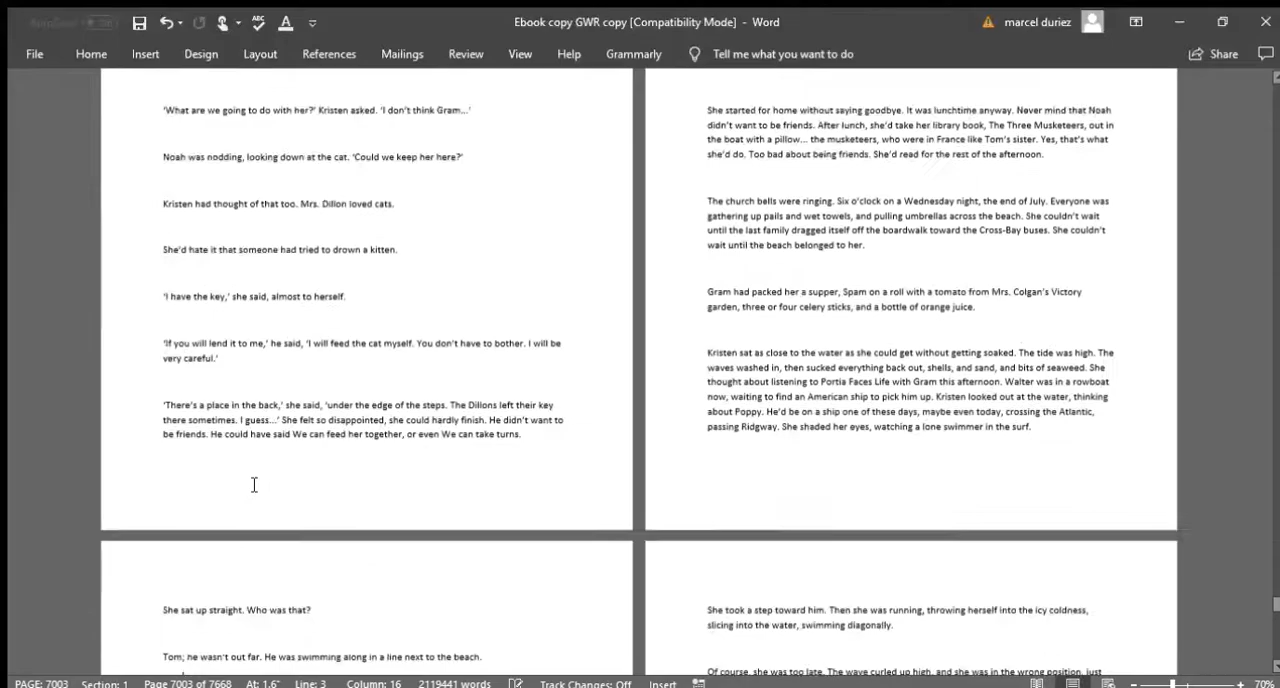 Ebook copy GWR copy [Compatibility Mode] - Word
marcel duriez
File Home Insert Design Layout References Mailings Review View Help Grammarly Tell me what you want to do Share
‘What are we going to do with her?’ Kristen asked. ‘I don’t think Gram…’
Noah was nodding, looking down at the cat. ‘Could we keep her here?’
Kristen had thought of that too. Mrs. Dillon loved cats.
She’d hate it that someone had tried to drown a kitten.
‘I have the key,’ she said, almost to herself.
‘If you will lend it to me,’ he said, ‘I will feed the cat myself. You don’t have to bother. I will be
very careful.’
‘There’s a place in the back,’ she said, ‘under the edge of the steps. The Dillons left their key
there sometimes. I guess…’ She felt so disappointed, she could hardly finish. He didn’t want to
be friends. He could have said We can feed her together, or even We can take turns.
She started for home without saying goodbye. It was lunchtime anyway. Never mind that Noah
didn’t want to be friends. After lunch, she’d take her library book, The Three Musketeers, out in
the boat with a pillow… the musketeers, who were in France like Tom’s sister. Yes, that’s what
she’d do. Too bad about being friends. She’d read for the rest of the afternoon.
The church bells were ringing. Six o’clock on a Wednesday night, the end of July. Everyone was
gathering up pails and wet towels, and pulling umbrellas across the beach. She couldn’t wait
until the last family dragged itself off the boardwalk toward the Cross-Bay buses. She couldn’t
wait until the beach belonged to her.
Gram had packed her a supper, Spam on a roll with a tomato from Mrs. Colgan’s Victory
garden, three or four celery sticks, and a bottle of orange juice.
Kristen sat as close to the water as she could get without getting soaked. The tide was high. The
waves washed in, then sucked everything back out, shells, and sand, and bits of seaweed. She
thought about listening to Portia Faces Life with Gram this afternoon. Walter was in a rowboat
now, waiting to find an American ship to pick him up. Kristen looked out at the water, thinking
about Poppy. He’d be on a ship one of these days, maybe even today, crossing the Atlantic,
passing Ridgway. She shaded her eyes, watching a lone swimmer in the surf.
She sat up straight. Who was that?
Tom; he wasn’t out far. He was swimming along in a line next to the beach.
She took a step toward him. Then she was running, throwing herself into the icy coldness,
slicing into the water, swimming diagonally.
Of course, she was too late. The wave curled up high, and she was in the wrong position, just
PAGE: 7003 Section: 1 Page 7003 of 7668 At: 1.6" Line: 3 Column: 16 2119441 words Track Changes: Off Insert 70%